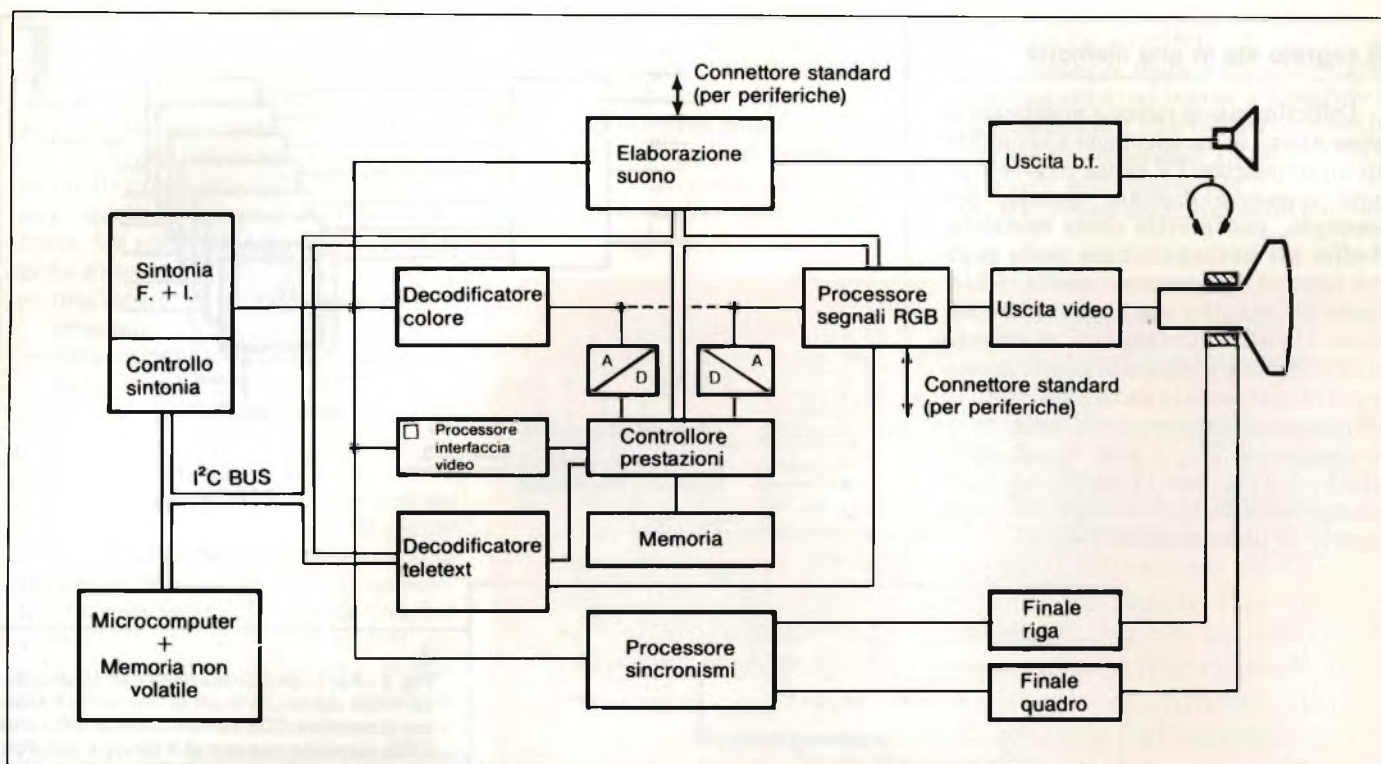 Connettore standard
(per periferiche)
Elaborazione
suono
Uscita b.f.
Sintonia
F. + I.
Controllo
sintonia
Decodificatore
colore
A
D
D
A
Processore
segnali RGB
Uscita video
Connettore standard
(per periferiche)
Processore
interfaccia
video
Controllore
prestazioni
I²C BUS
Decodificatore
teletext
Memoria
Microcomputer
+
Memoria non
volatile
Processore
sincronismi
Finale
riga
Finale
quadro